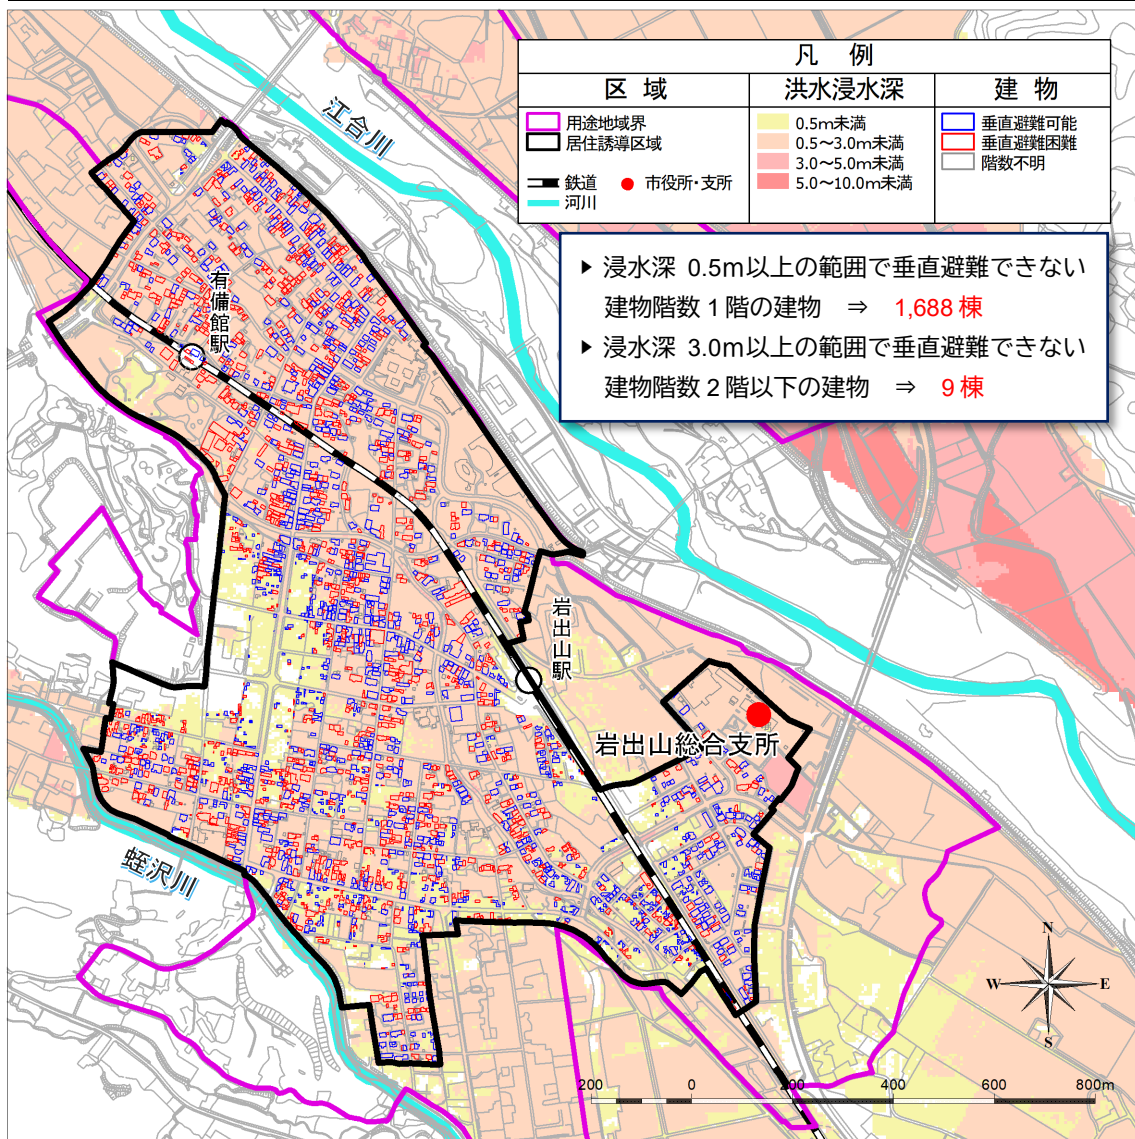 凡 例
区 域
洪水浸水深
建 物
用途地域界
居住誘導区域
鉄道
市役所・支所
河川
0.5m未満
0.5～3.0m未満
3.0～5.0m未満
5.0～10.0m未満
垂直避難可能
垂直避難困難
階数不明
▶ 浸水深 0.5m以上の範囲で垂直避難できない
建物階数 1 階の建物 ⇒ 1,688 棟
▶ 浸水深 3.0m以上の範囲で垂直避難できない
建物階数 2 階以下の建物 ⇒ 9 棟
江合川
有備館駅
岩出山駅
岩出山総合支所
蛭沢川
N
W
E
S
200 0 200 400 600 800m